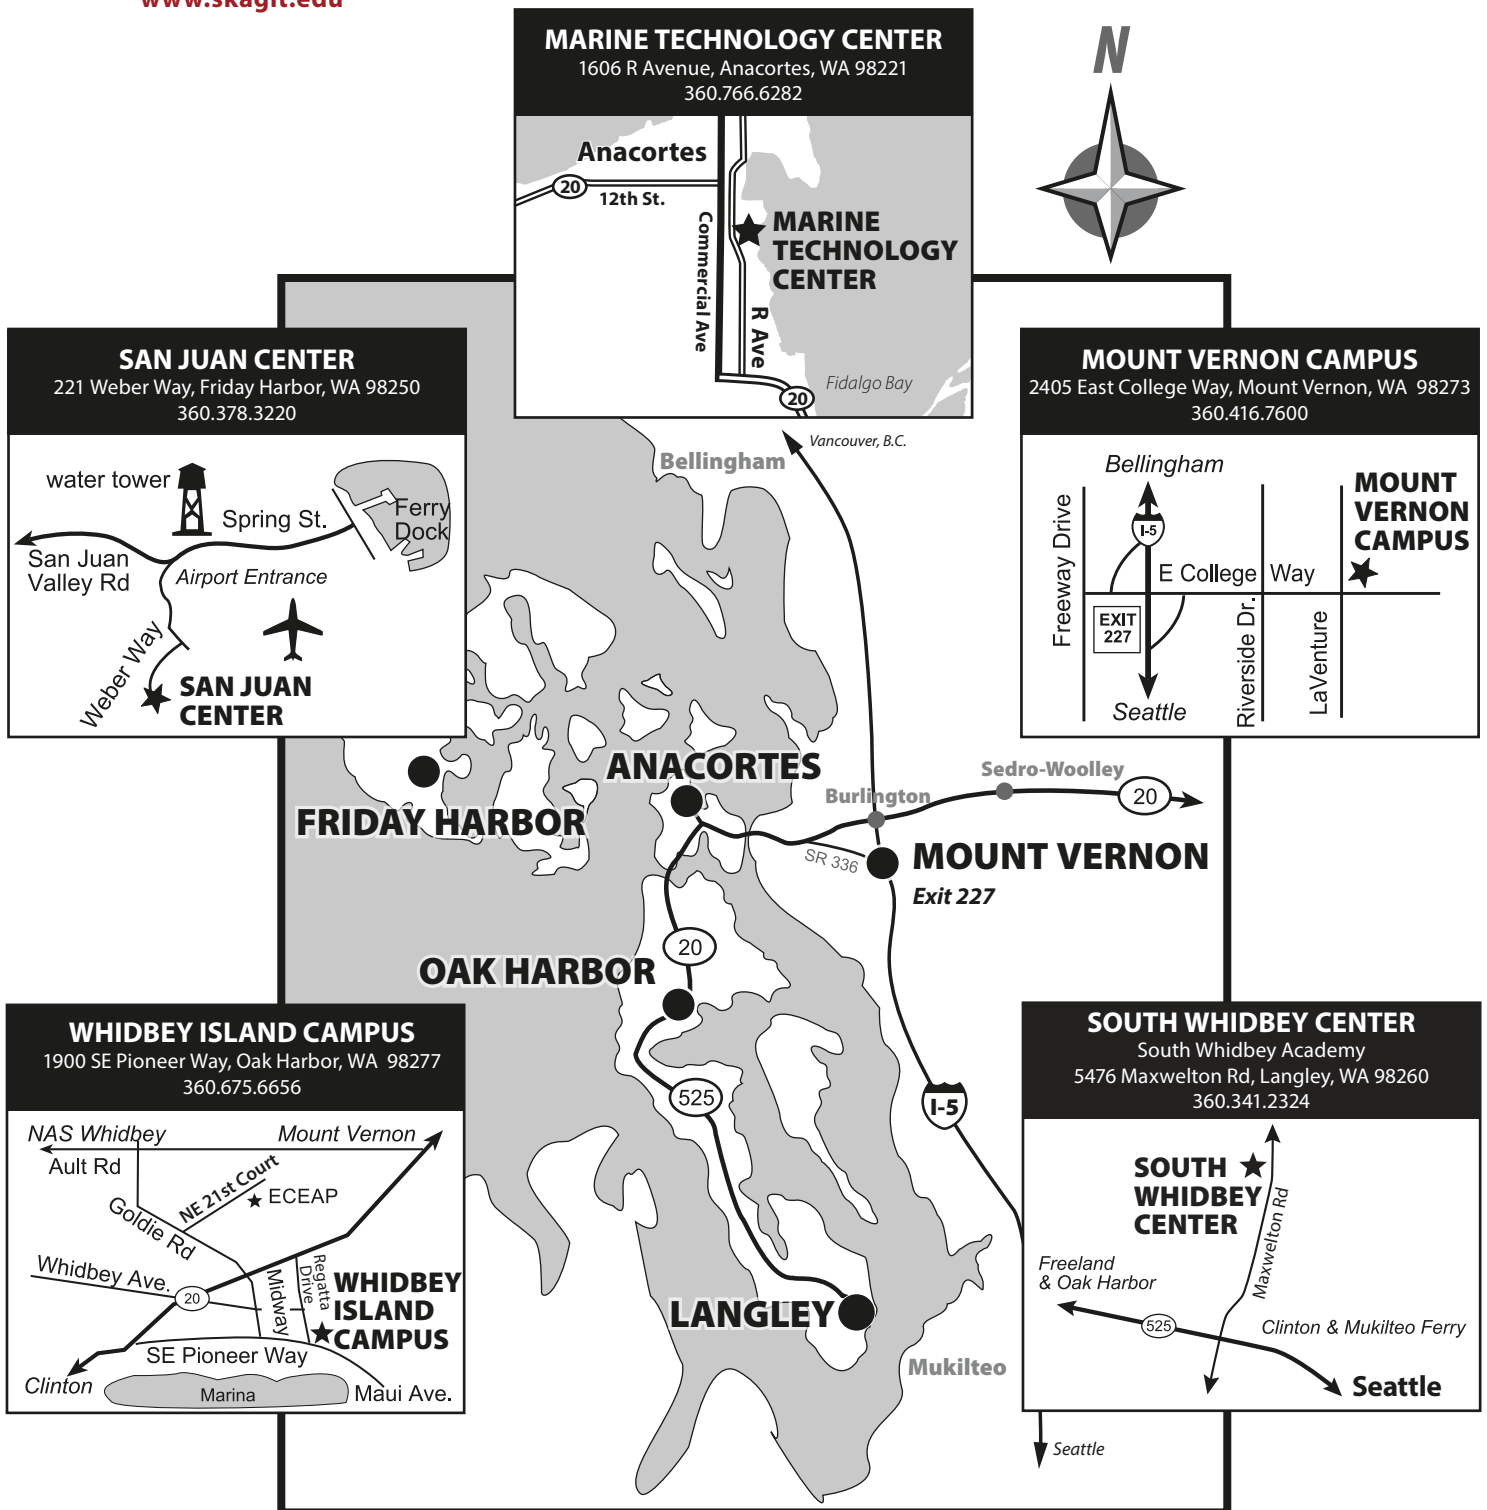 www.skagit.edu
MARINE TECHNOLOGY CENTER
1606 R Avenue, Anacortes, WA 98221
360.766.6282
Anacortes
20
12th St.
Commercial Ave
R Ave
MARINE
TECHNOLOGY
CENTER
Fidalgo Bay
20
N
SAN JUAN CENTER
221 Weber Way, Friday Harbor, WA 98250
360.378.3220
water tower
Spring St.
Ferry
Dock
San Juan
Valley Rd
Airport Entrance
Weber Way
SAN JUAN
CENTER
MOUNT VERNON CAMPUS
2405 East College Way, Mount Vernon, WA 98273
360.416.7600
Bellingham
I-5
Freeway Drive
E College Way
EXIT
227
Riverside Dr.
LaVenture
MOUNT
VERNON
CAMPUS
Seattle
Vancouver, B.C.
Bellingham
ANACORTES
FRIDAY HARBOR
Burlington
Sedro-Woolley
20
SR 336
MOUNT VERNON
Exit 227
20
OAK HARBOR
525
I-5
LANGLEY
Mukilteo
Seattle
WHIDBEY ISLAND CAMPUS
1900 SE Pioneer Way, Oak Harbor, WA 98277
360.675.6656
NAS Whidbey
Mount Vernon
Ault Rd
NE 21st Court
ECEAP
Goldie Rd
Whidbey Ave.
20
Midway
Regatta
Drive
WHIDBEY
ISLAND
CAMPUS
SE Pioneer Way
Clinton
Marina
Maui Ave.
SOUTH WHIDBEY CENTER
South Whidbey Academy
5476 Maxwelton Rd, Langley, WA 98260
360.341.2324
SOUTH
WHIDBEY
CENTER
Maxwelton Rd
Freeland
& Oak Harbor
525
Clinton & Mukilteo Ferry
Seattle